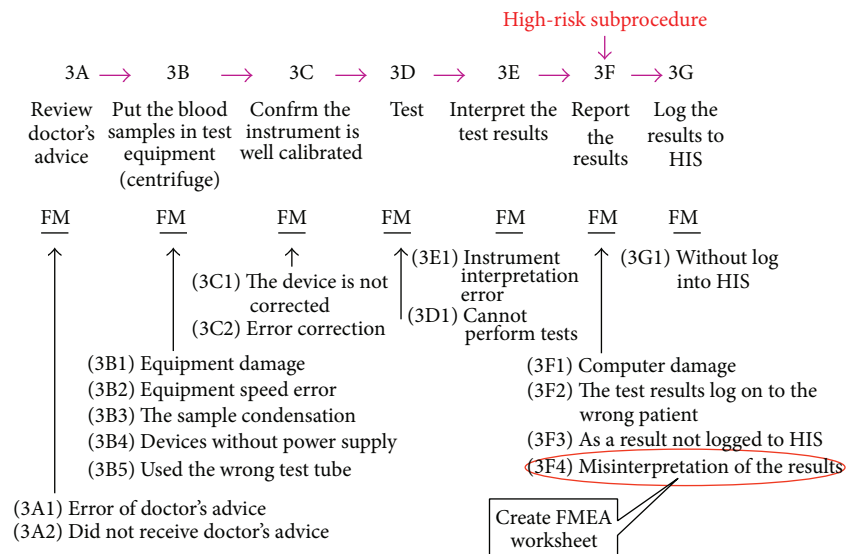 High-risk subprocedure
3A 3B 3C 3D 3E 3F 3G
Review
doctor's
advice
Put the blood
samples in test
equipment
(centrifuge)
Confrm the
instrument is
well calibrated
Test
Interpret the
test results
Report
the
results
Log the
results to
HIS
FM FM FM FM FM FM FM
(3E1) Instrument
interpretation
error
(3G1) Without log
into HIS
(3C1) The device is not
corrected
(3C2) Error correction
(3D1) Cannot
perform tests
(3B1) Equipment damage
(3B2) Equipment speed error
(3B3) The sample condensation
(3B4) Devices without power supply
(3B5) Used the wrong test tube
(3F1) Computer damage
(3F2) The test results log on to the
wrong patient
(3F3) As a result not logged to HIS
(3F4) Misinterpretation of the results
(3A1) Error of doctor's advice
(3A2) Did not receive doctor's advice
Create FMEA
worksheet